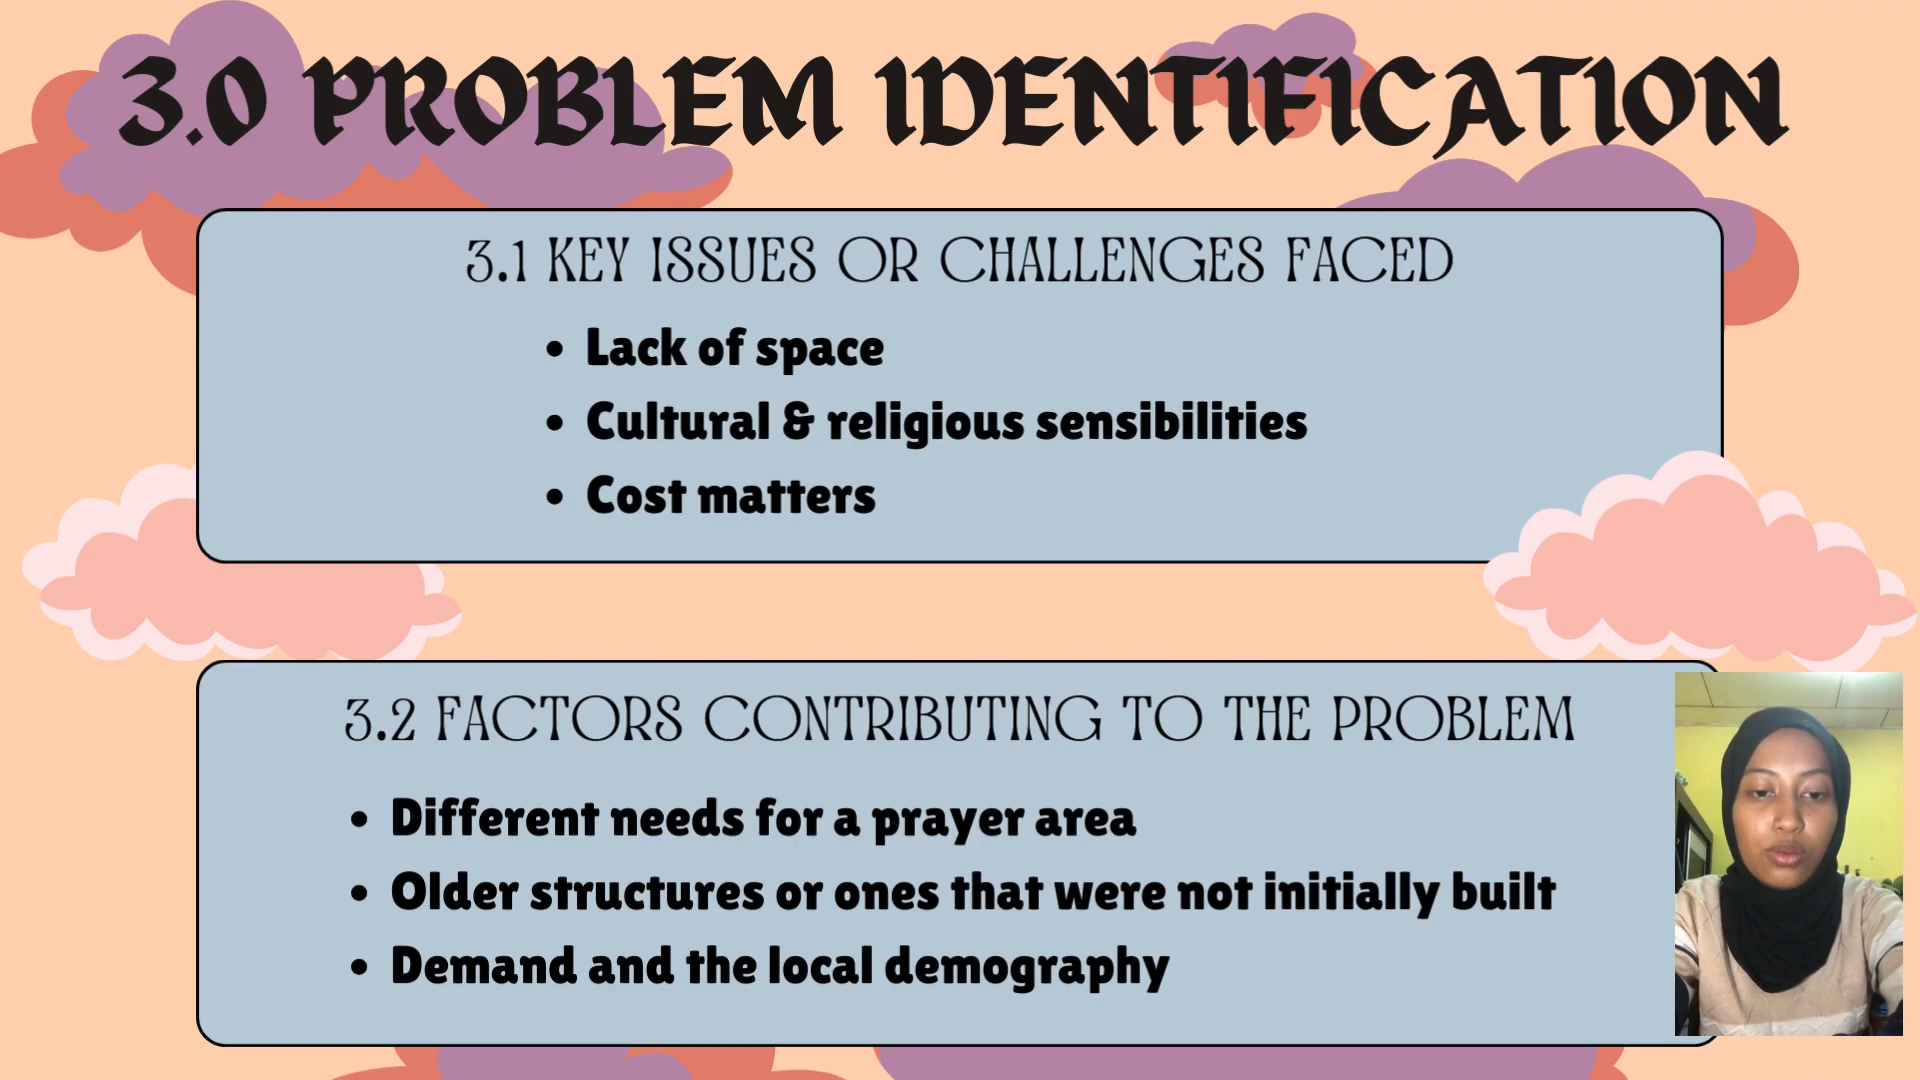 3.0 PROBLEM IDENTIFICATION
3.1 KEY ISSUES OR CHALLENGES FACED
• Lack of space
• Cultural & religious sensibilities
• Cost matters
3.2 FACTORS CONTRIBUTING TO THE PROBLEM
• Different needs for a prayer area
• Older structures or ones that were not initially built
• Demand and the local demography